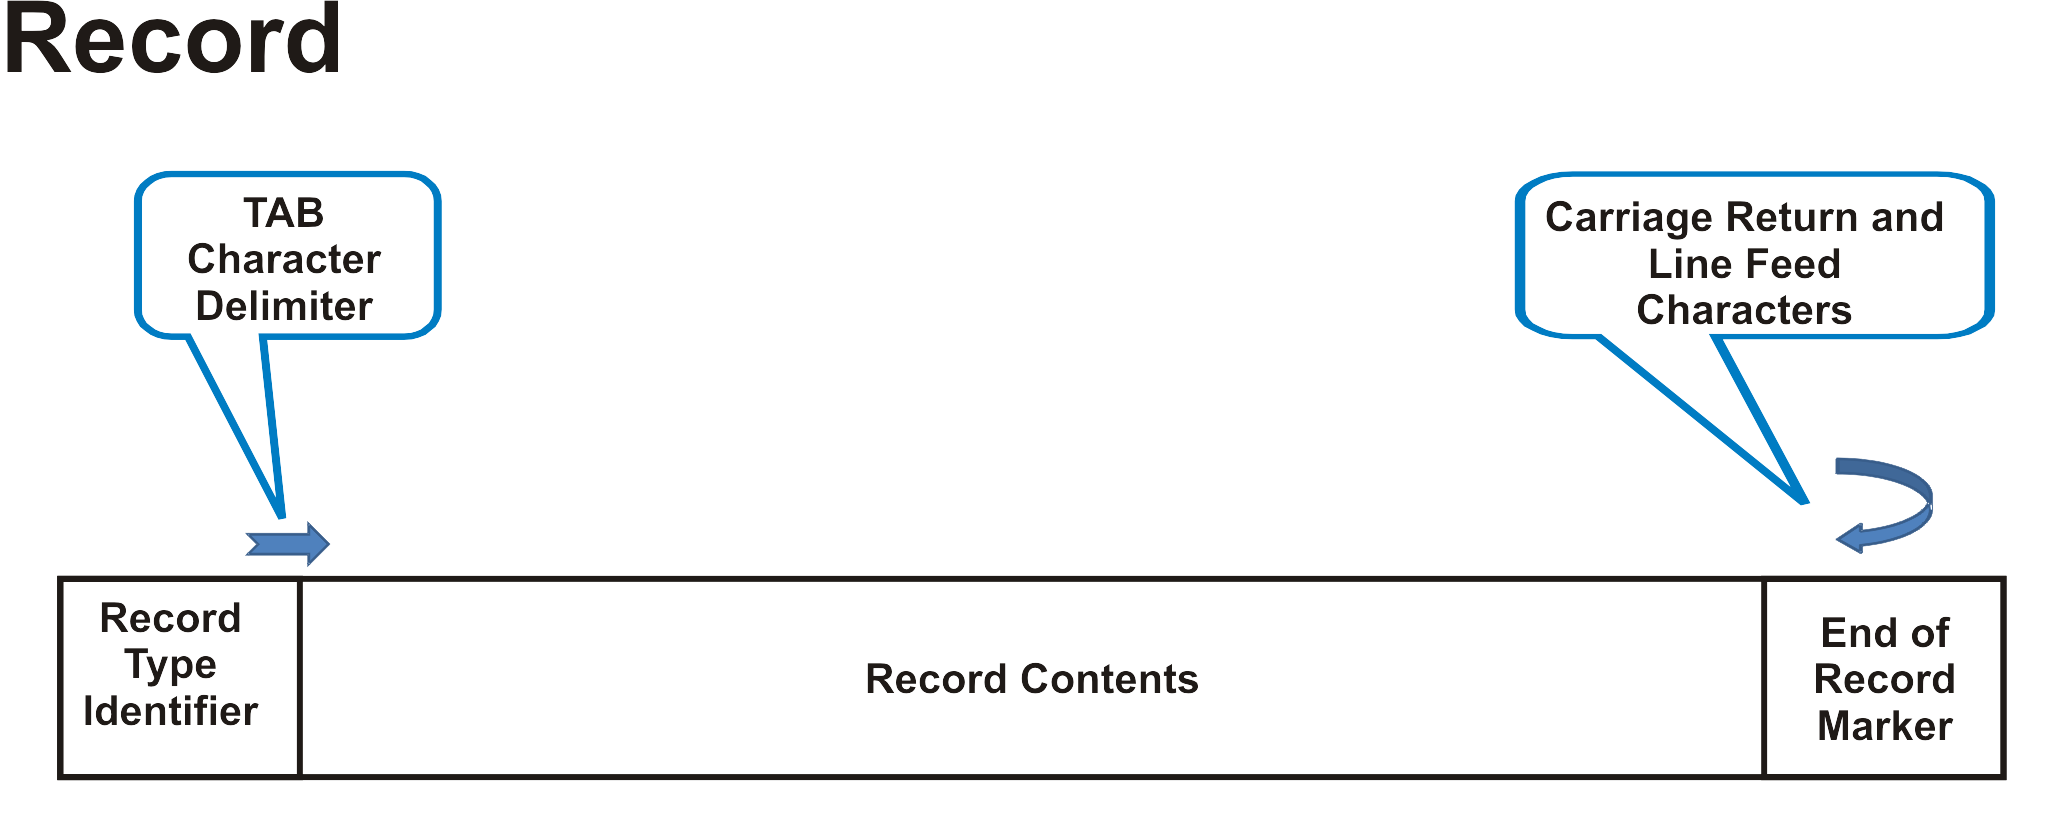 Record
TAB
Character
Delimiter
Carriage Return and
Line Feed
Characters
Record
Type
Identifier
Record Contents
End of
Record
Marker